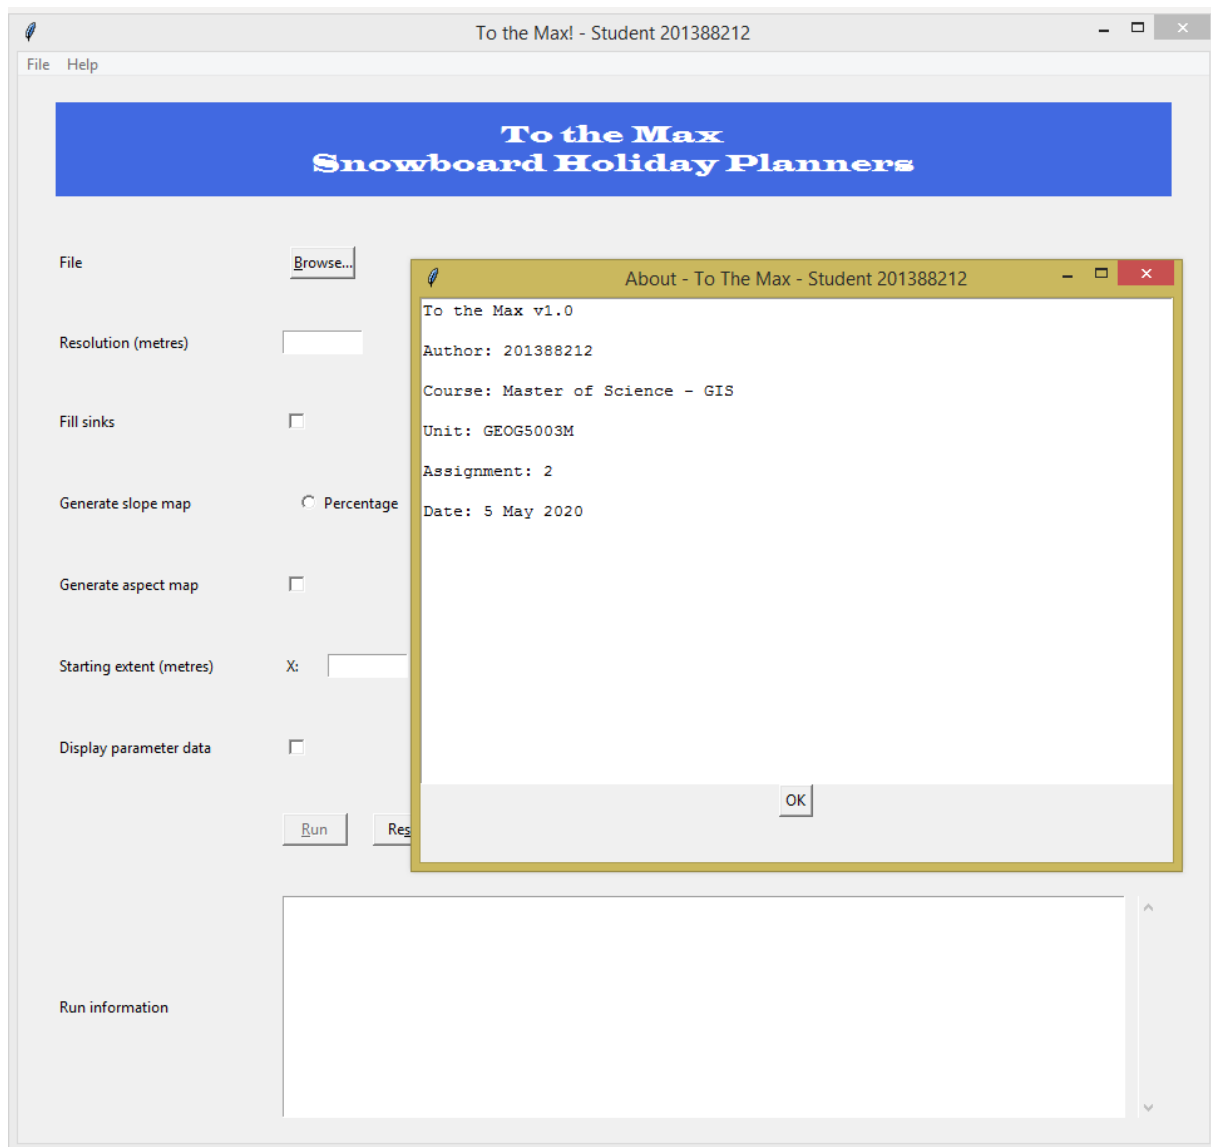 To the Max! - Student 201388212
File Help
To the Max
Snowboard Holiday Planners
File
Browse...
Resolution (metres)
Fill sinks
Generate slope map
Percentage
Generate aspect map
Starting extent (metres)
X:
Display parameter data
Run
Res
Run information
About - To The Max - Student 201388212
To the Max v1.0
Author: 201388212
Course: Master of Science - GIS
Unit: GEOG5003M
Assignment: 2
Date: 5 May 2020
OK